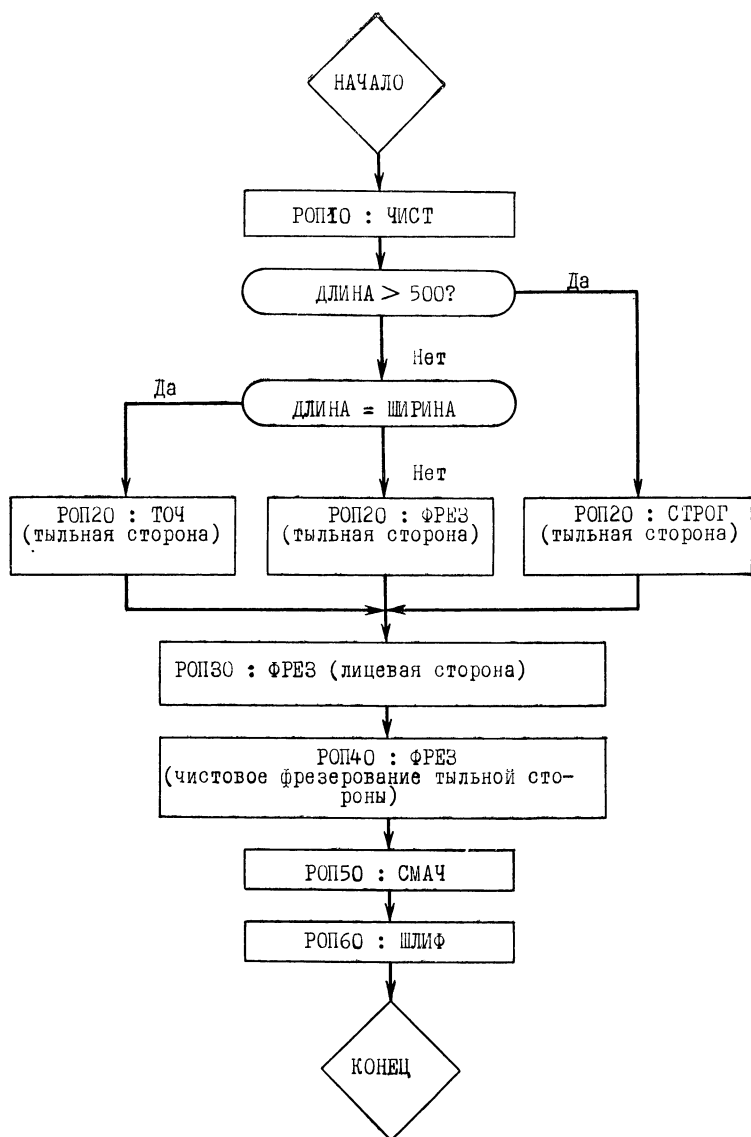 НАЧАЛО
РОП10 : ЧИСТ
ДЛИНА > 500?
Да
Нет
Да
ДЛИНА = ШИРИНА
Нет
РОП20 : ТОЧ
(тыльная сторона)
РОП20 : ФРЕЗ
(тыльная сторона)
РОП20 : СТРОГ
(тыльная сторона)
РОП30 : ФРЕЗ (лицевая сторона)
РОП40 : ФРЕЗ
(чистовое фрезерование тыльной сто-
роны)
РОП50 : СМАЧ
РОП60 : ШЛИФ
КОНЕЦ